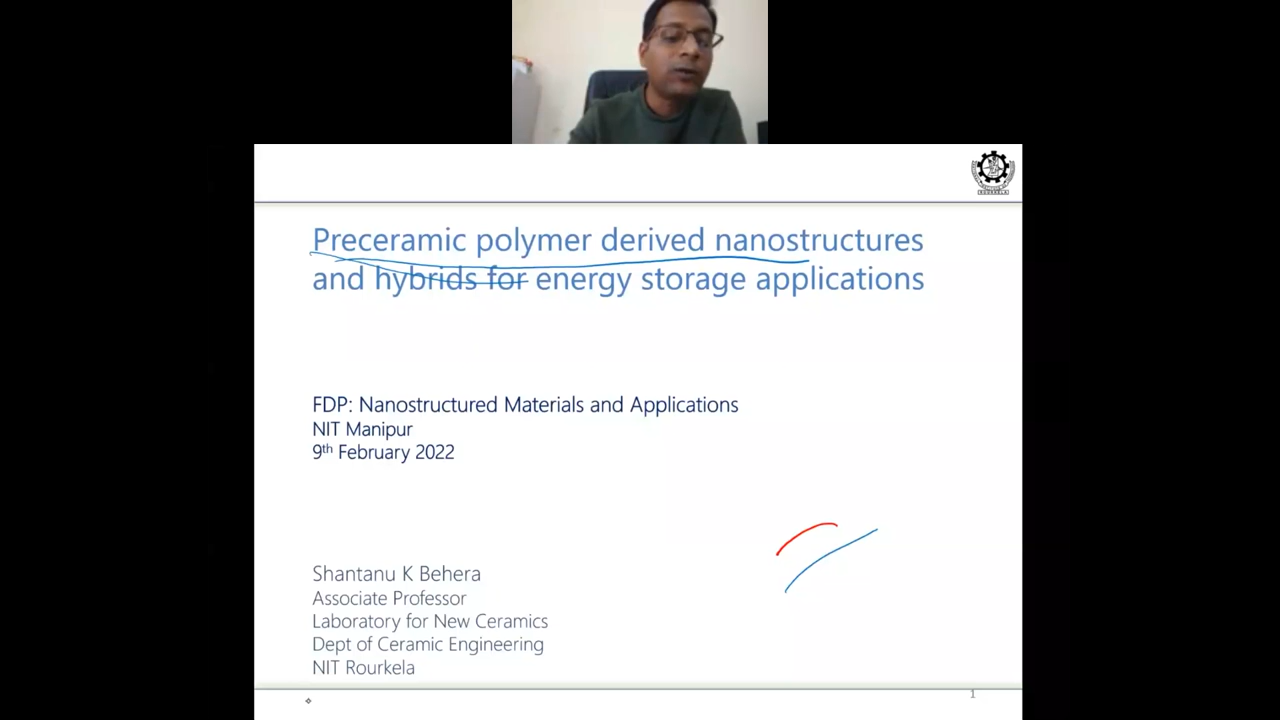 Preceramic polymer derived nanostructures
and hybrids for energy storage applications
FDP: Nanostructured Materials and Applications
NIT Manipur
9th February 2022
Shantanu K Behera
Associate Professor
Laboratory for New Ceramics
Dept of Ceramic Engineering
NIT Rourkela
1